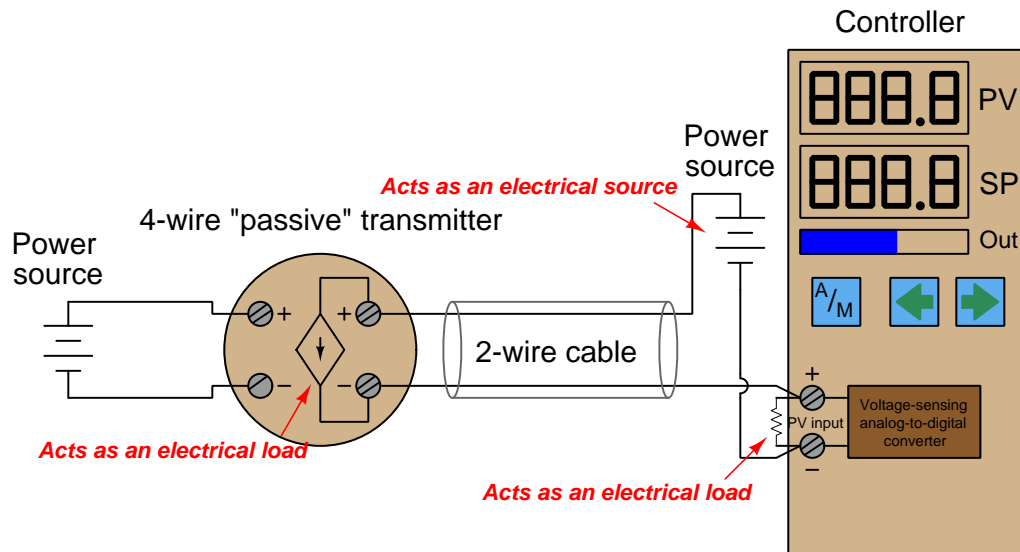 Controller
888.8
PV
888.8
SP
Out
A/M
Power
source
Acts as an electrical source
4-wire "passive" transmitter
Power
source
+
+
-
-
2-wire cable
Acts as an electrical load
+
PV input
-
Voltage-sensing
analog-to-digital
converter
Acts as an electrical load